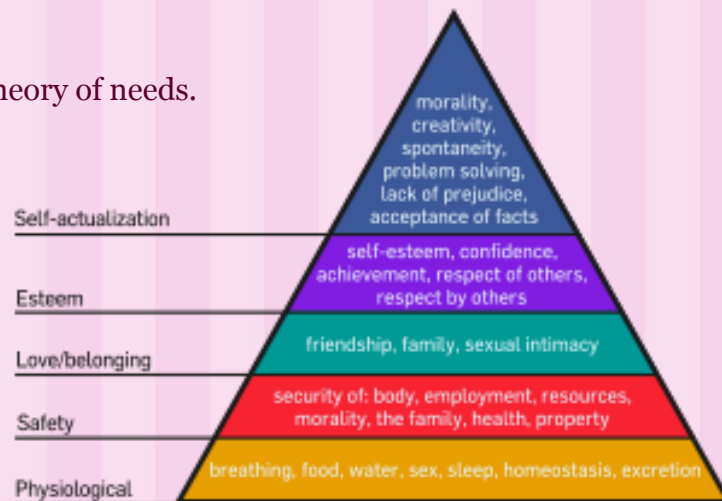 heory of needs.
morality,
creativity,
spontaneity,
problem solving,
lack of prejudice,
acceptance of facts
Self-actualization
self-esteem, confidence,
achievement, respect of others,
respect by others
Esteem
friendship, family, sexual intimacy
Love/belonging
security of: body, employment, resources,
morality, the family, health, property
Safety
breathing, food, water, sex, sleep, homeostasis, excretion
Physiological